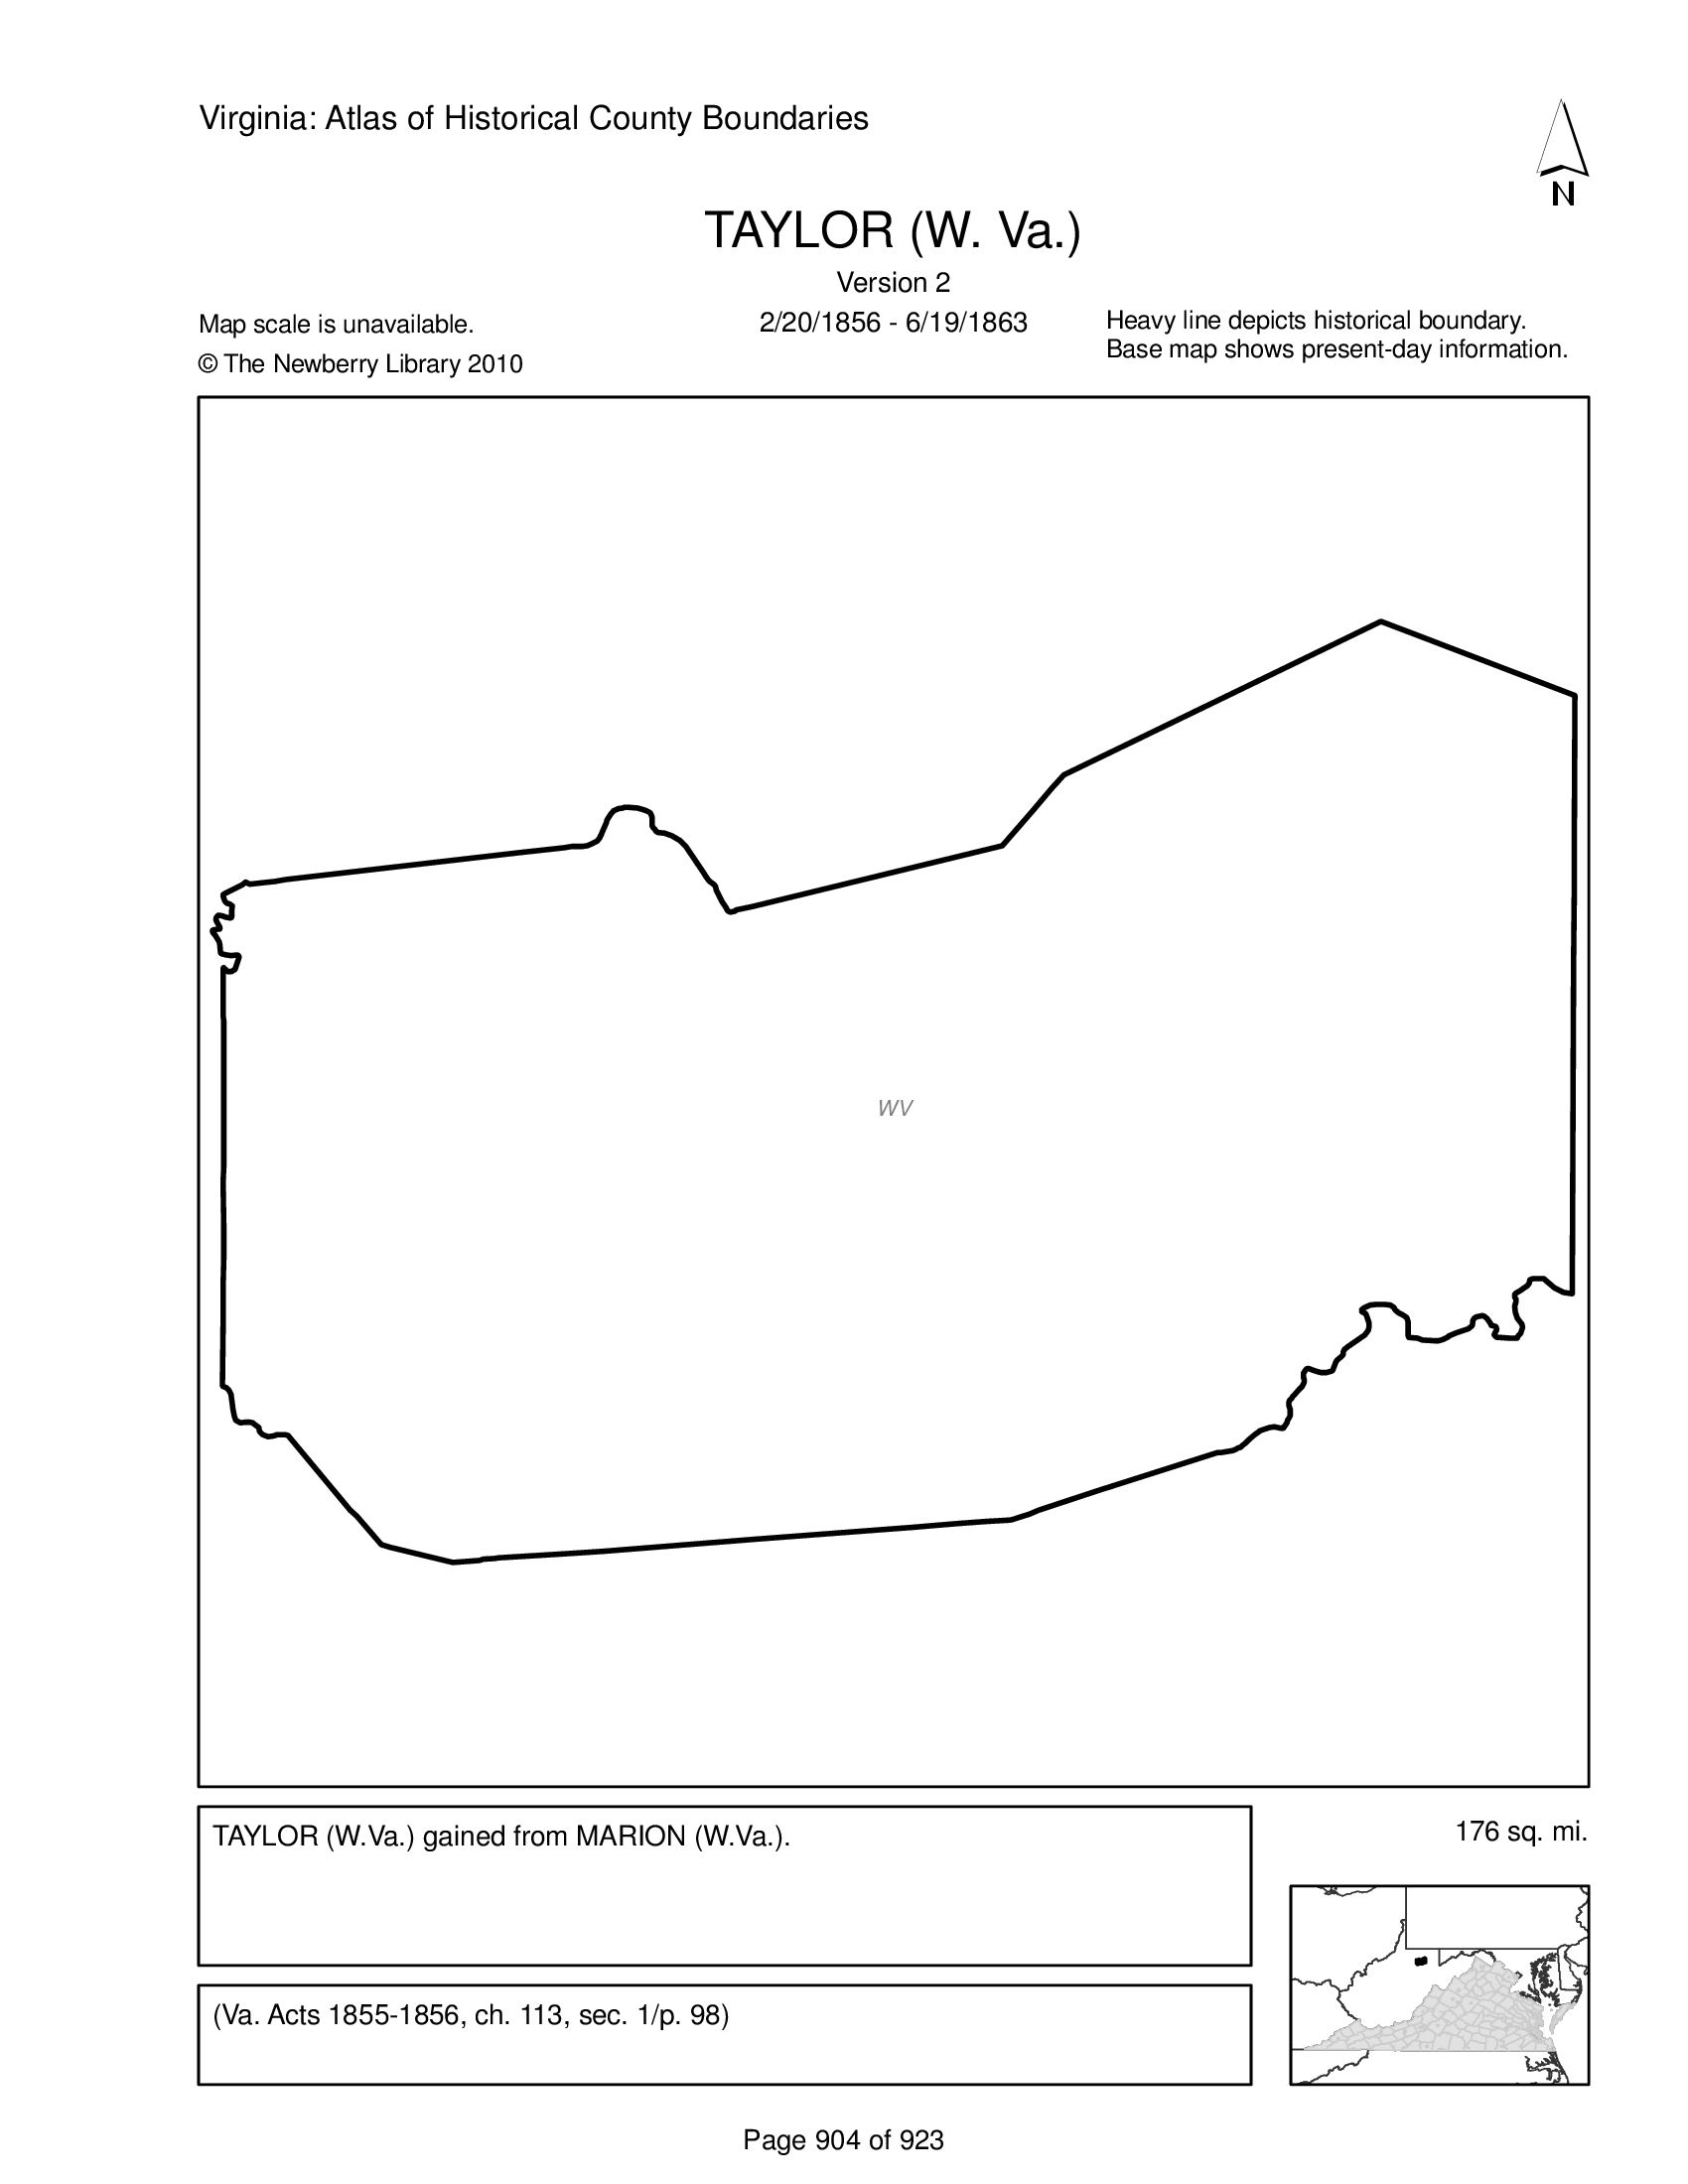 Virginia: Atlas of Historical County Boundaries
N
TAYLOR (W. Va.)
Version 2
2/20/1856 - 6/19/1863
Map scale is unavailable.
© The Newberry Library 2010
Heavy line depicts historical boundary.
Base map shows present-day information.
WV
TAYLOR (W.Va.) gained from MARION (W.Va.).
176 sq. mi.
(Va. Acts 1855-1856, ch. 113, sec. 1/p. 98)
Page 904 of 923